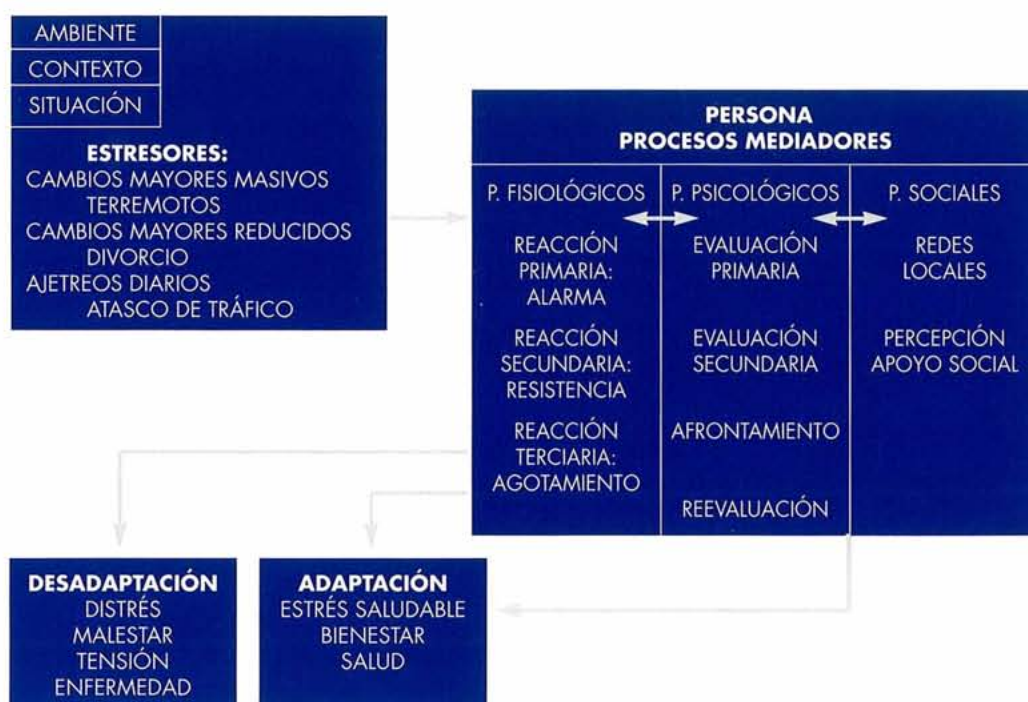 AMBIENTE
CONTEXTO
SITUACIÓN
ESTRESORES:
CAMBIOS MAYORES MASIVOS
TERREMOTOS
CAMBIOS MAYORES REDUCIDOS
DIVORCIO
AJETREOS DIARIOS
ATASCO DE TRÁFICO
PERSONA
PROCESOS MEDIADORES
P. FISIOLÓGICOS
REACCIÓN
PRIMARIA:
ALARMA
REACCIÓN
SECUNDARIA:
RESISTENCIA
REACCIÓN
TERCIARIA:
AGOTAMIENTO
P. PSICOLÓGICOS
EVALUACIÓN
PRIMARIA
EVALUACIÓN
SECUNDARIA
AFRONTAMIENTO
REEVALUACIÓN
P. SOCIALES
REDES
LOCALES
PERCEPCIÓN
APOYO SOCIAL
DESADAPTACIÓN
DISTRÉS
MALESTAR
TENSIÓN
ENFERMEDAD
ADAPTACIÓN
ESTRÉS SALUDABLE
BIENESTAR
SALUD